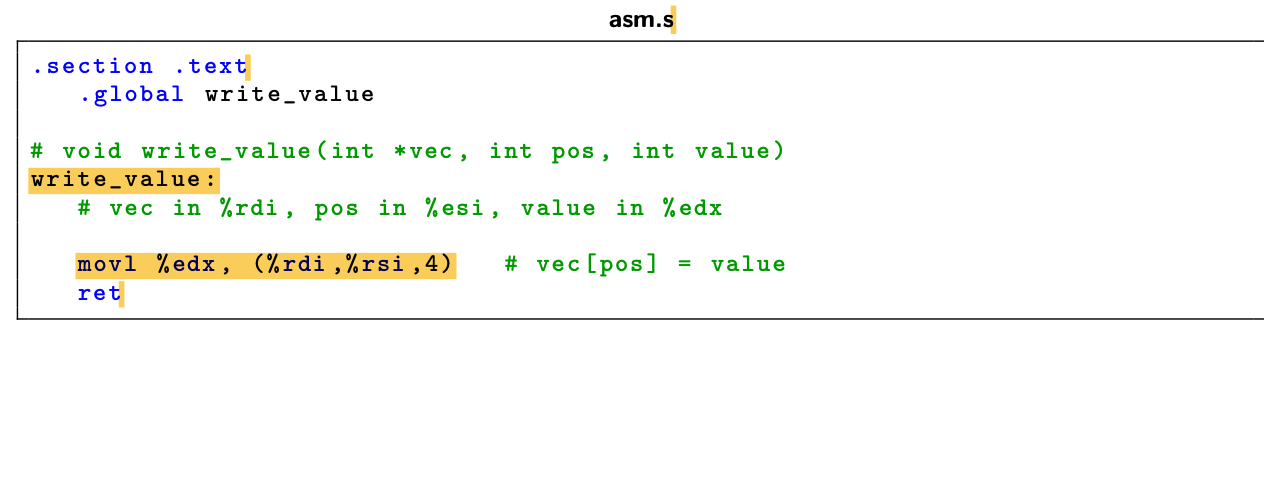 asm.s
.section .text
.global write_value
# void write_value(int *vec, int pos, int value)
write_value:
# vec in %rdi, pos in %esi, value in %edx
movl %edx, (%rdi,%rsi,4) # vec[pos] = value
ret